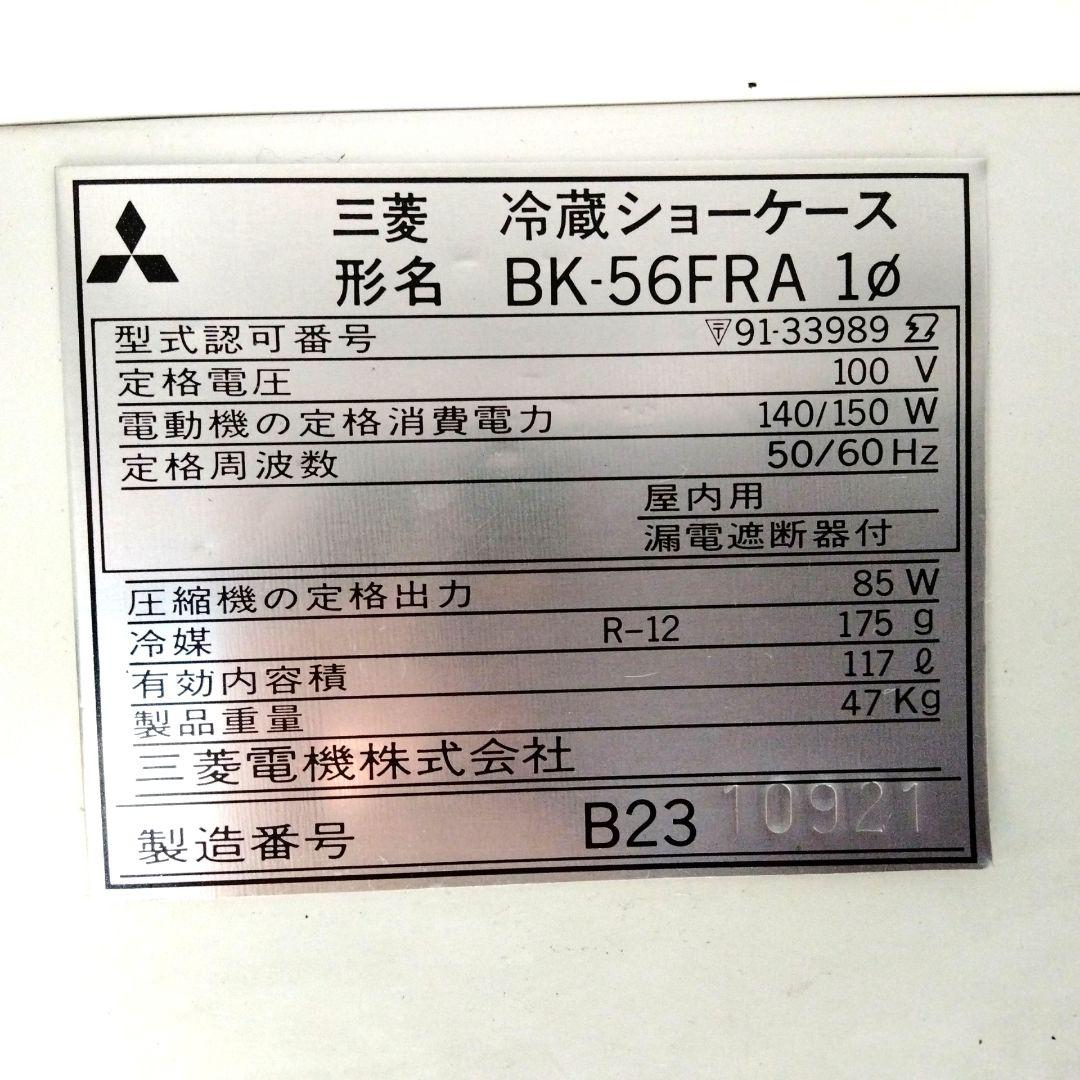 三菱 冷蔵ショーケース
形名 BK-56FRA 1ø
型式認可番号 〒91-33989
定格電圧 100 V
電動機の定格消費電力 140/150 W
定格周波数 50/60 Hz
屋内用
漏電遮断器付
圧縮機の定格出力 85 W
冷媒 R-12 175 g
有効内容積 117 ℓ
製品重量 47 Kg
三菱電機株式会社
製造番号 B23 10921